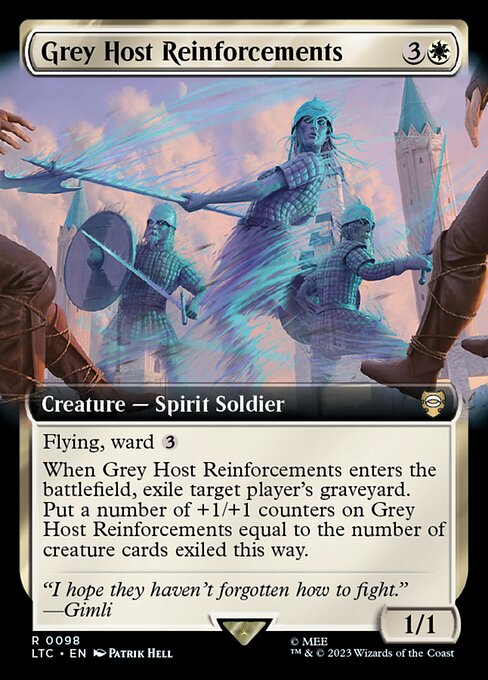 Grey Host Reinforcements 3
Creature — Spirit Soldier
Flying, ward 3
When Grey Host Reinforcements enters the
battlefield, exile target player's graveyard.
Put a number of +1/+1 counters on Grey
Host Reinforcements equal to the number of
creature cards exiled this way.
“I hope they haven't forgotten how to fight.”
—Gimli
1/1
R 0098
LTC • EN Patrik Hell
© MEE
™ & © 2023 Wizards of the Coast